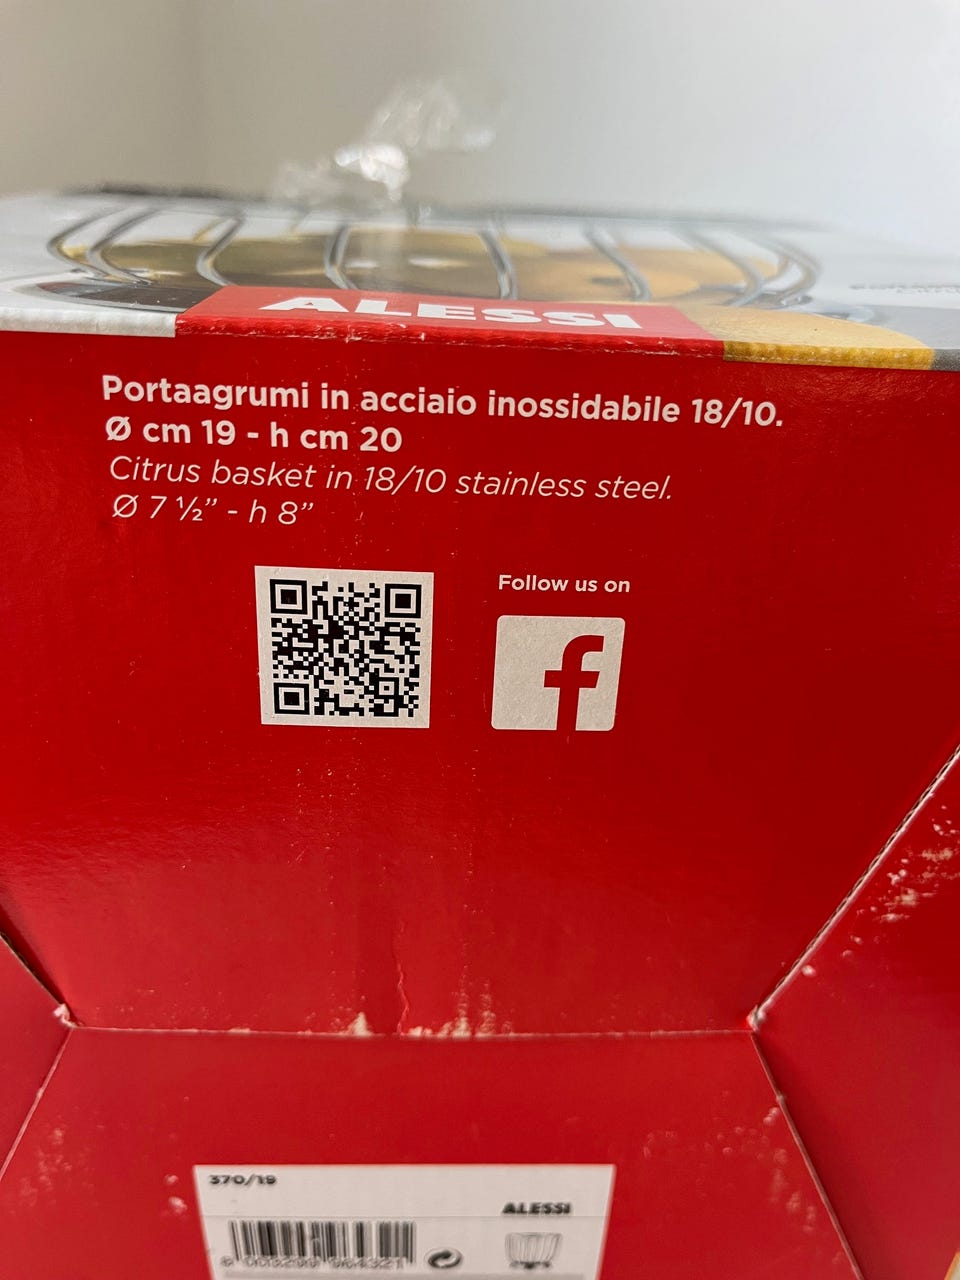 ALESSI
Portaagrumi in acciaio inossidabile 18/10.
Ø cm 19 - h cm 20
Citrus basket in 18/10 stainless steel.
Ø 7 ½” - h 8”
Follow us on
f
370/19
ALESSI